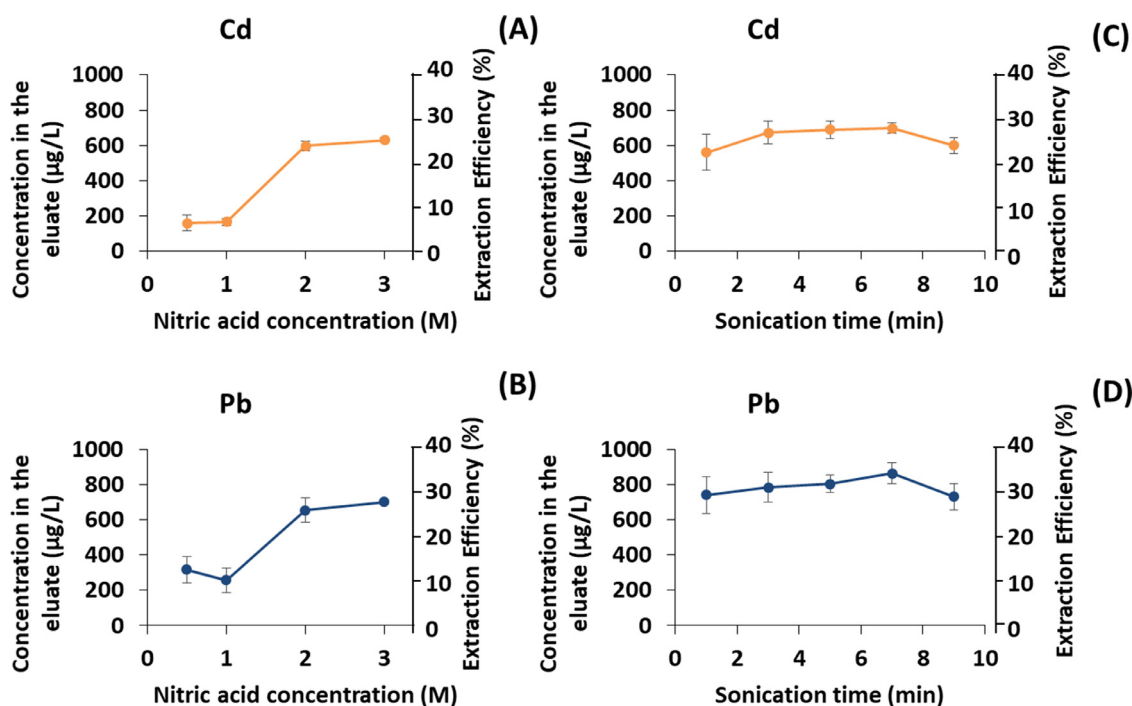 Cd
(A)
Concentration in the
eluate (µg/L)
1000
800
600
400
200
0
0 1 2 3
Nitric acid concentration (M)
40
30
20
10
0
Extraction Efficiency (%)
Cd
(C)
Concentration in the
eluate (µg/L)
1000
800
600
400
200
0
0 2 4 6 8 10
Sonication time (min)
40
30
20
10
0
Extraction Efficiency (%)
Pb
(B)
Concentration in the
eluate (µg/L)
1000
800
600
400
200
0
0 1 2 3
Nitric acid concentration (M)
40
30
20
10
0
Extraction Efficiency (%)
Pb
(D)
Concentration in the
eluate (µg/L)
1000
800
600
400
200
0
0 2 4 6 8 10
Sonication time (min)
40
30
20
10
0
Extraction Efficiency (%)